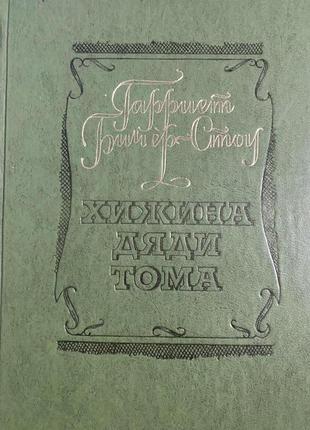 Гарриет
Бичер-Стоу
ХИЖИНА
ДЯДИ
ТОМА